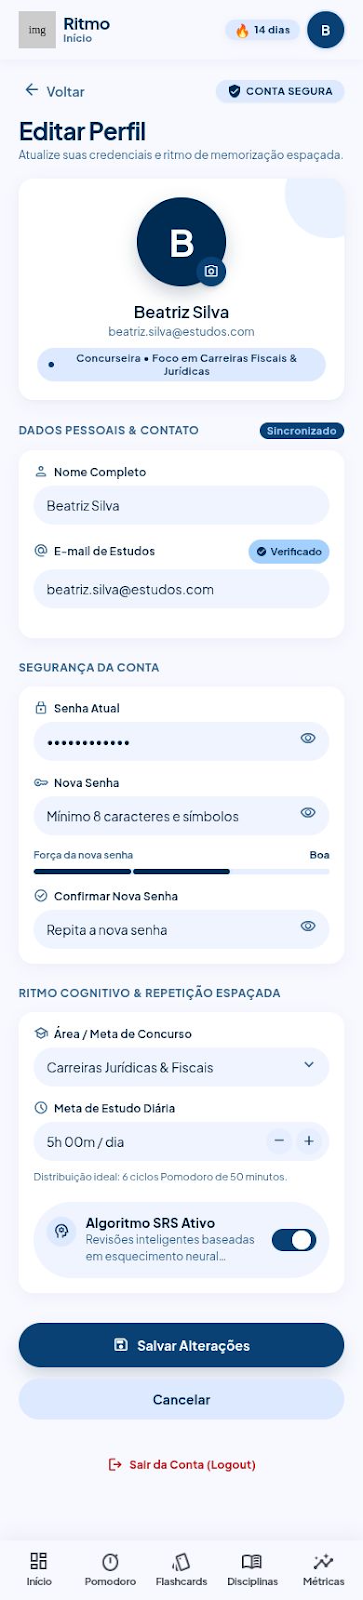 img
Ritmo
Início
🔥 14 dias
B
← Voltar
CONTA SEGURA
Editar Perfil
Atualize suas credenciais e ritmo de memorização espaçada.
B
Beatriz Silva
beatriz.silva@estudos.com
• Concurseira • Foco em Carreiras Fiscais &
Jurídicas
DADOS PESSOAIS & CONTATO
Sincronizado
Nome Completo
Beatriz Silva
E-mail de Estudos
Verificado
beatriz.silva@estudos.com
SEGURANÇA DA CONTA
Senha Atual
••••••••••••
Nova Senha
Mínimo 8 caracteres e símbolos
Força da nova senha
Boa
Confirmar Nova Senha
Repita a nova senha
RITMO COGNITIVO & REPETIÇÃO ESPAÇADA
Área / Meta de Concurso
Carreiras Jurídicas & Fiscais
Meta de Estudo Diária
5h 00m / dia
− +
Distribuição ideal: 6 ciclos Pomodoro de 50 minutos.
Algoritmo SRS Ativo
Revisões inteligentes baseadas
em esquecimento neural...
Salvar Alterações
Cancelar
Sair da Conta (Logout)
Início
Pomodoro
Flashcards
Disciplinas
Métricas